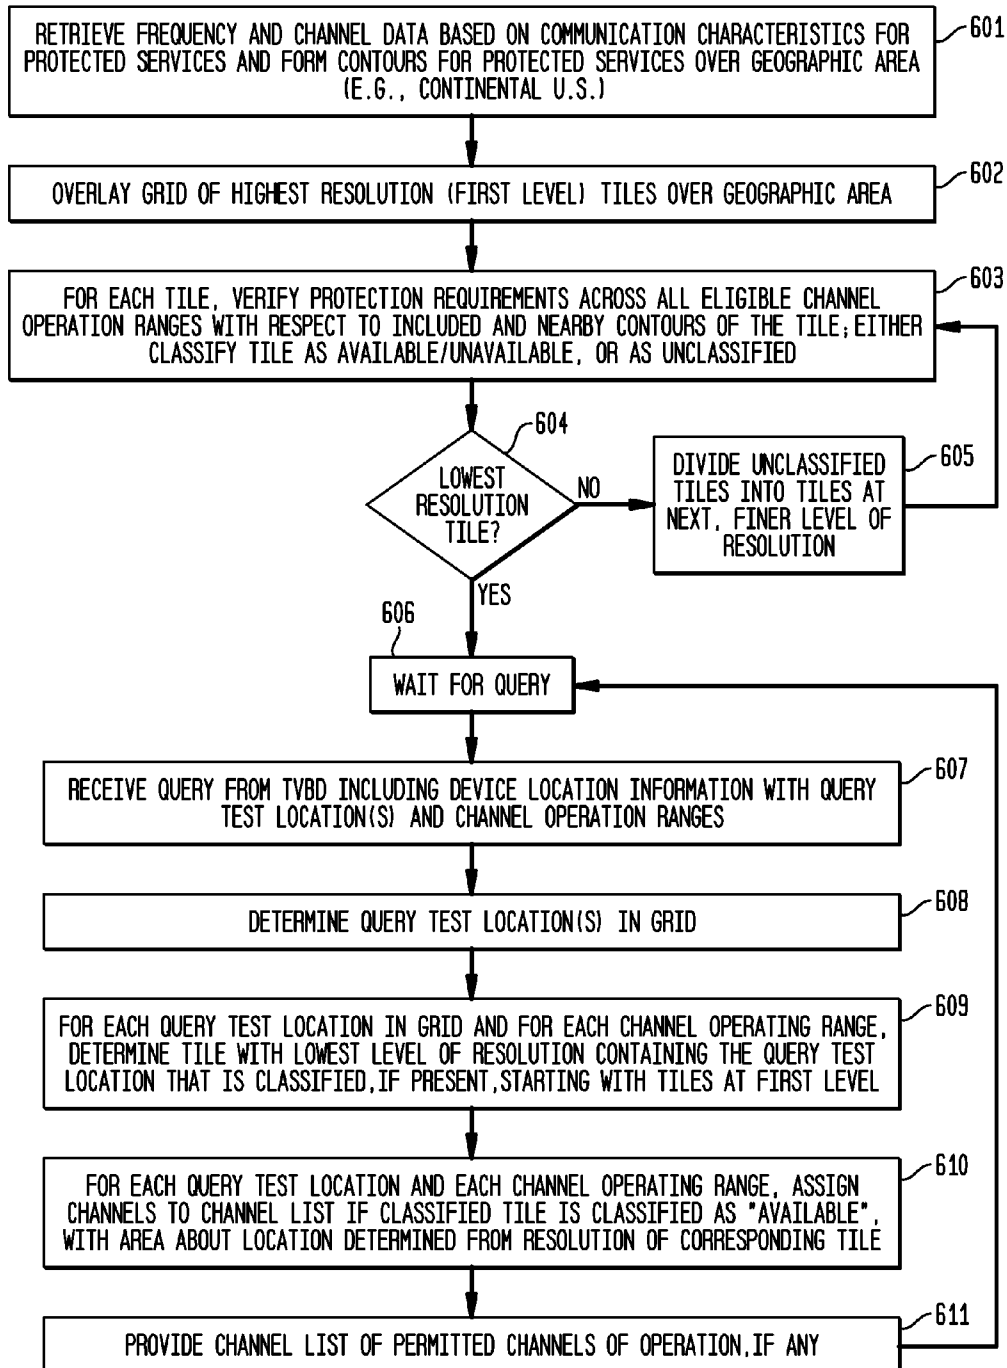 RETRIEVE FREQUENCY AND CHANNEL DATA BASED ON COMMUNICATION CHARACTERISTICS FOR
PROTECTED SERVICES AND FORM CONTOURS FOR PROTECTED SERVICES OVER GEOGRAPHIC AREA
(E.G., CONTINENTAL U.S.)
601
OVERLAY GRID OF HIGHEST RESOLUTION (FIRST LEVEL) TILES OVER GEOGRAPHIC AREA
602
FOR EACH TILE, VERIFY PROTECTION REQUIREMENTS ACROSS ALL ELIGIBLE CHANNEL
OPERATION RANGES WITH RESPECT TO INCLUDED AND NEARBY CONTOURS OF THE TILE; EITHER
CLASSIFY TILE AS AVAILABLE/UNAVAILABLE, OR AS UNCLASSIFIED
603
LOWEST
RESOLUTION
TILE?
604
NO
DIVIDE UNCLASSIFIED
TILES INTO TILES AT
NEXT, FINER LEVEL OF
RESOLUTION
605
YES
606
WAIT FOR QUERY
RECEIVE QUERY FROM TVBD INCLUDING DEVICE LOCATION INFORMATION WITH QUERY
TEST LOCATION(S) AND CHANNEL OPERATION RANGES
607
DETERMINE QUERY TEST LOCATION(S) IN GRID
608
FOR EACH QUERY TEST LOCATION IN GRID AND FOR EACH CHANNEL OPERATING RANGE,
DETERMINE TILE WITH LOWEST LEVEL OF RESOLUTION CONTAINING THE QUERY TEST
LOCATION THAT IS CLASSIFIED, IF PRESENT, STARTING WITH TILES AT FIRST LEVEL
609
FOR EACH QUERY TEST LOCATION AND EACH CHANNEL OPERATING RANGE, ASSIGN
CHANNELS TO CHANNEL LIST IF CLASSIFIED TILE IS CLASSIFIED AS "AVAILABLE",
WITH AREA ABOUT LOCATION DETERMINED FROM RESOLUTION OF CORRESPONDING TILE
610
PROVIDE CHANNEL LIST OF PERMITTED CHANNELS OF OPERATION, IF ANY
611